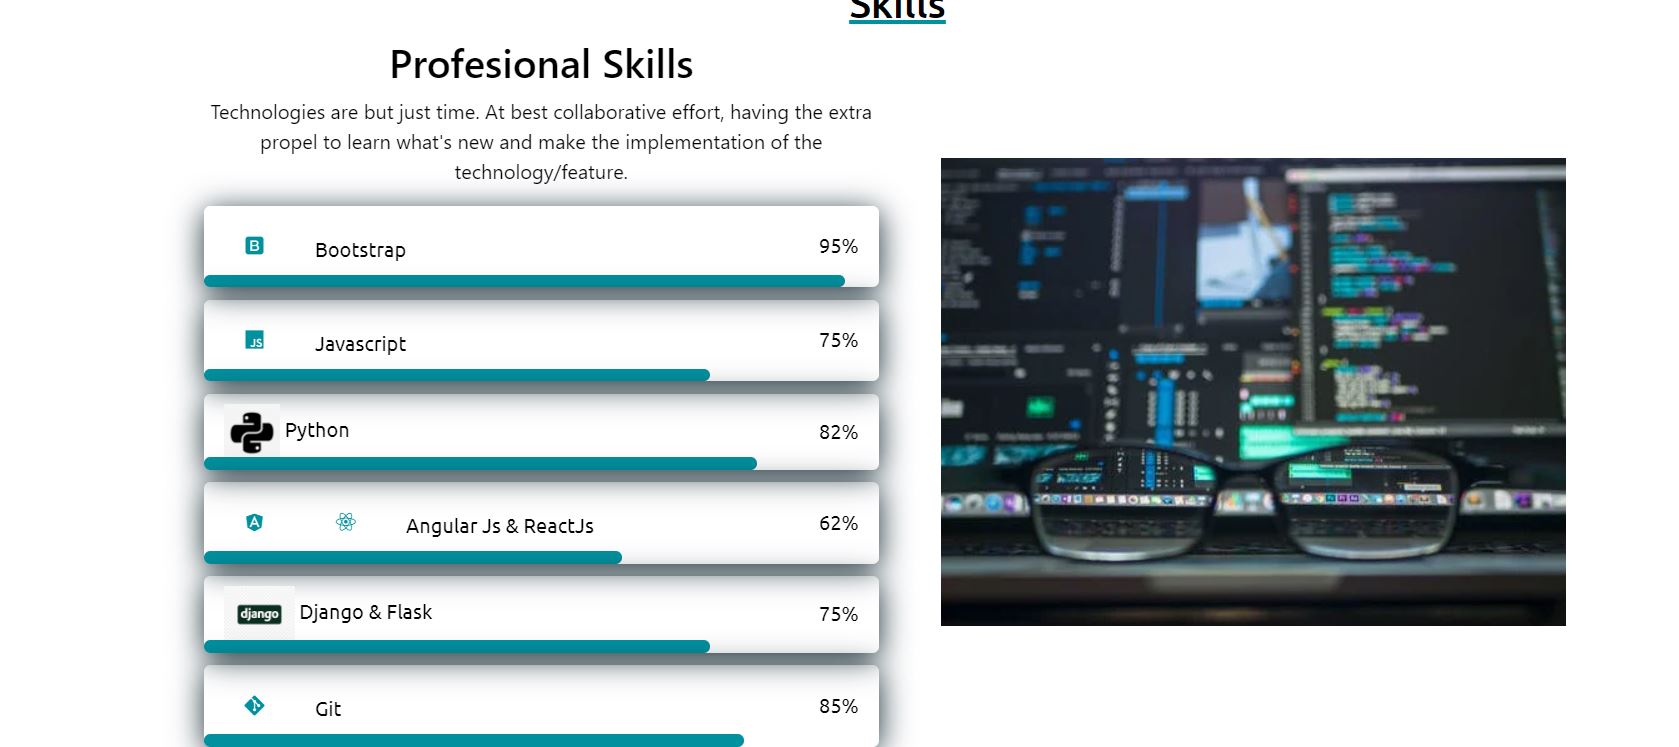 Skills
Profesional Skills
Technologies are but just time. At best collaborative effort, having the extra
propel to learn what's new and make the implementation of the
technology/feature.
B
Bootstrap
95%
JS
Javascript
75%
Python
82%
A
Angular Js & ReactJs
62%
django
Django & Flask
75%
Git
85%